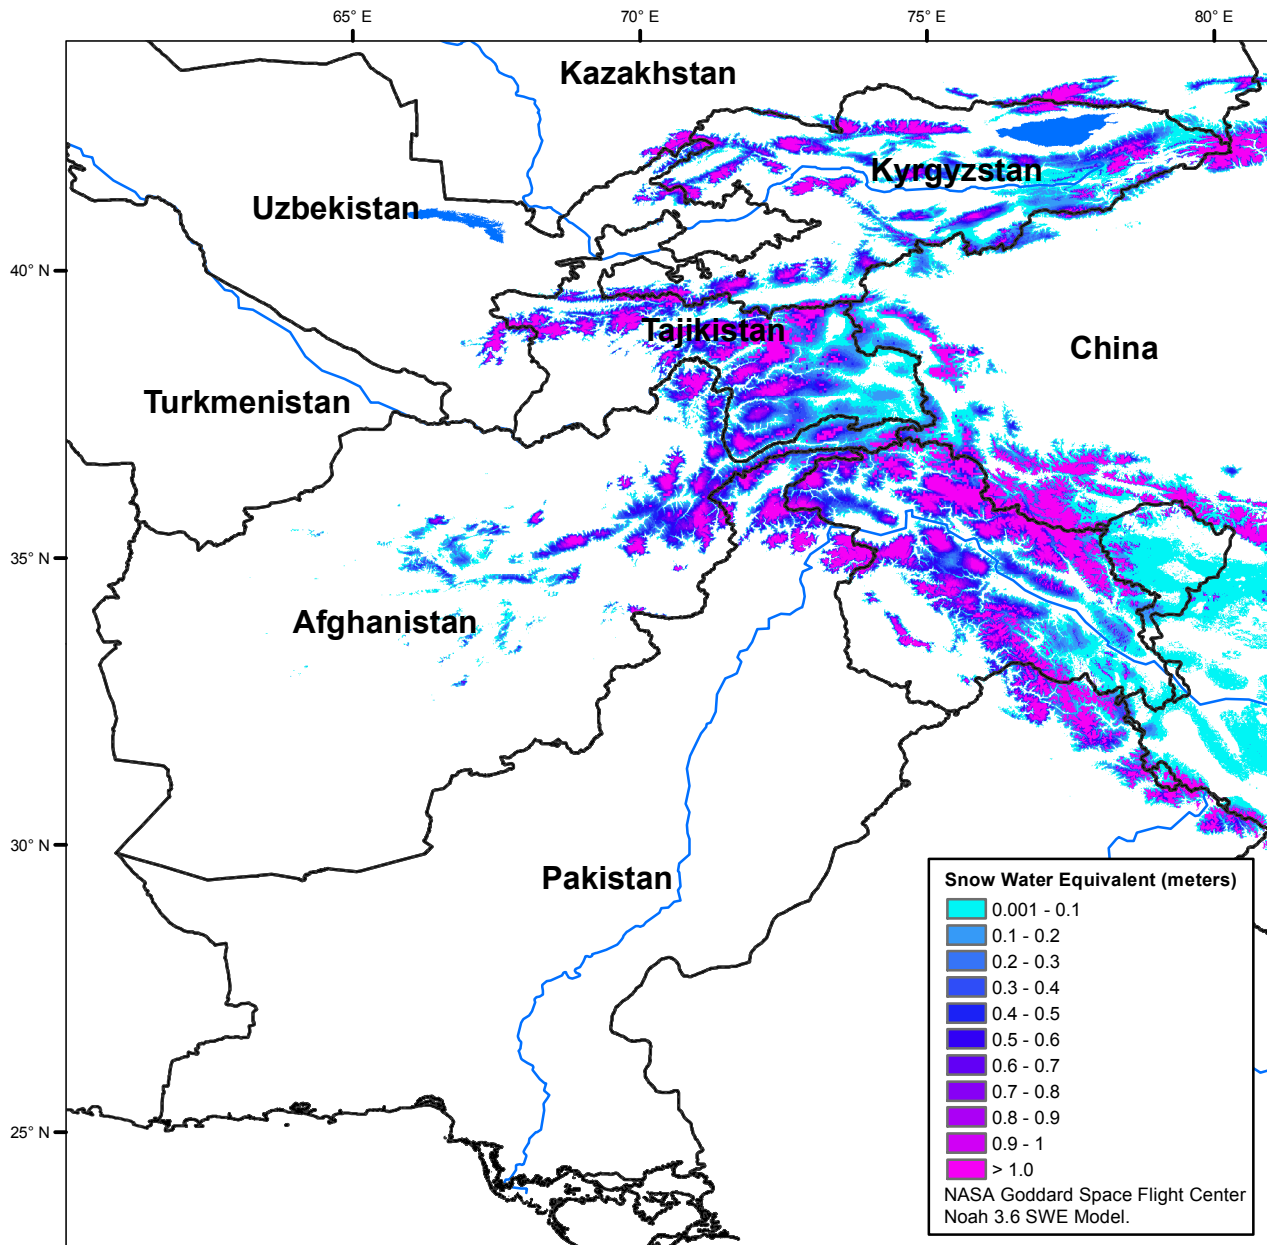 65° E
70° E
75° E
80° E
Kazakhstan
Kyrgyzstan
Uzbekistan
40° N
Tajikistan
China
Turkmenistan
35° N
Afghanistan
30° N
Pakistan
25° N
Snow Water Equivalent (meters)
0.001 - 0.1
0.1 - 0.2
0.2 - 0.3
0.3 - 0.4
0.4 - 0.5
0.5 - 0.6
0.6 - 0.7
0.7 - 0.8
0.8 - 0.9
0.9 - 1
> 1.0
NASA Goddard Space Flight Center
Noah 3.6 SWE Model.